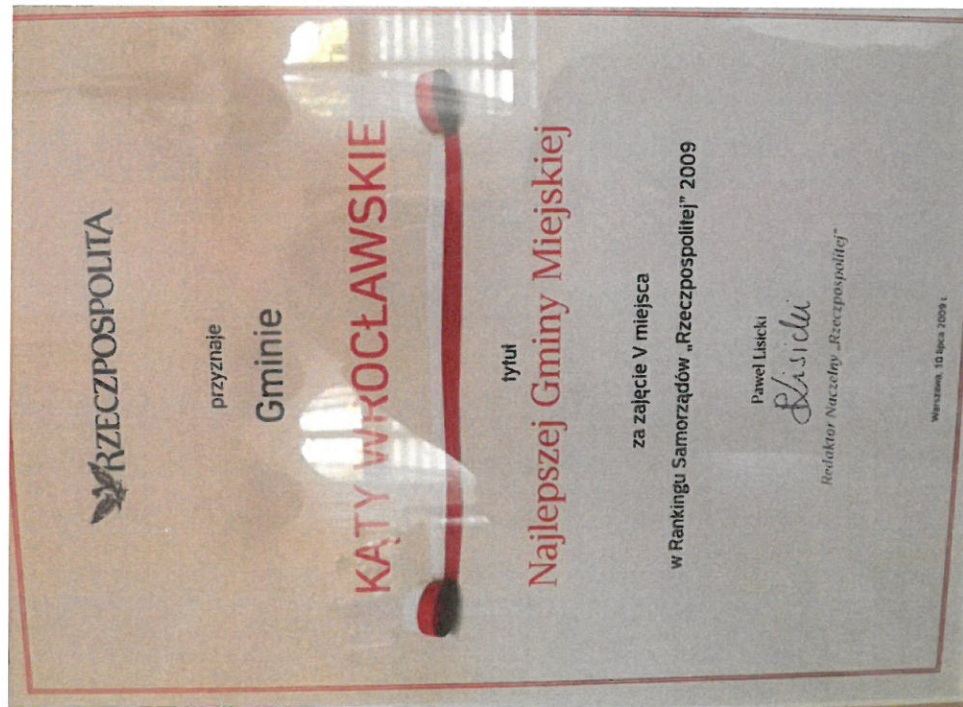 RZECZPOSPOLITA
przyznaje
Gminie
KĄTY WROCŁAWSKIE
tytuł
Najlepszej Gminy Miejskiej
za zajęcie V miejsca
w Rankingu Samorządów „Rzeczpospolitej” 2009
Paweł Lisicki
PLisicki
Redaktor Naczelny „Rzeczpospolitej”
Warszawa, 10 lipca 2009 r.